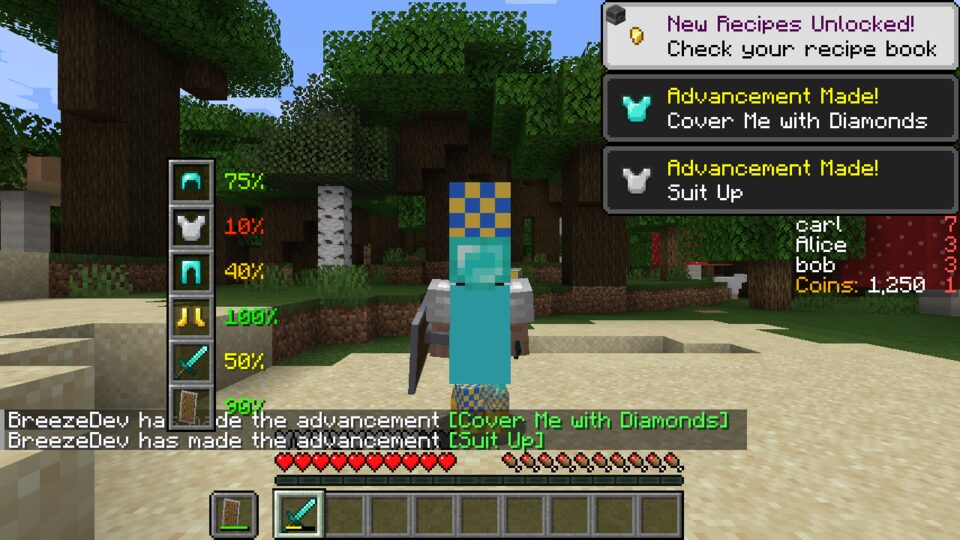 New Recipes Unlocked!
Check your recipe book
Advancement Made!
Cover Me with Diamonds
Advancement Made!
Suit Up
75%
10%
40%
100%
50%
90%
carl 7
Alice 3
bob 3
Coins: 1,250 1
BreezeDev has made the advancement [Cover Me with Diamonds]
BreezeDev has made the advancement [Suit Up]